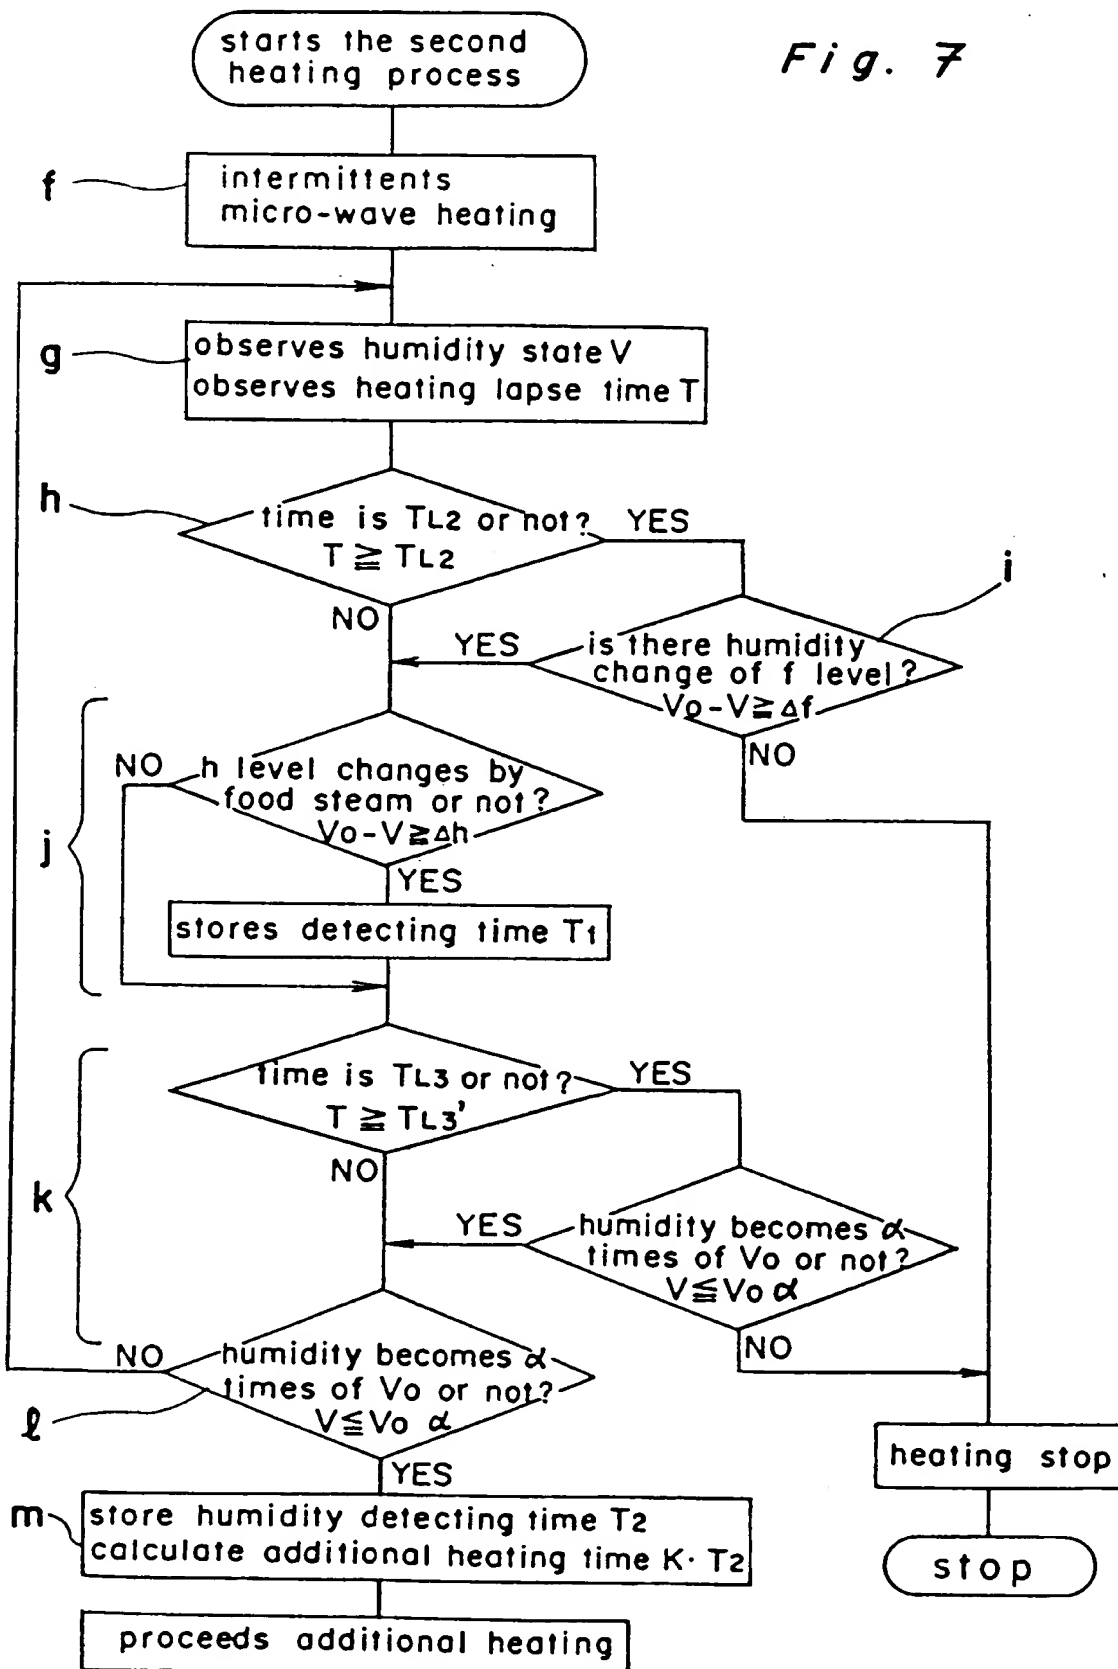 Fig. 7
starts the second
heating process
f
intermittents
micro-wave heating
g
observes humidity state V
observes heating lapse time T
h
time is TL2 or not?
T ≧ TL2
YES
NO
i
is there humidity
change of f level?
Vo-V≧Δf
YES
NO
j
h level changes by
food steam or not?
Vo-V≧Δh
NO
YES
stores detecting time T1
k
time is TL3 or not?
T ≧ TL3'
YES
NO
humidity becomes α
times of Vo or not?
V≦Vo α
YES
NO
l
humidity becomes α
times of Vo or not?
V≦Vo α
NO
YES
heating stop
stop
m
store humidity detecting time T2
calculate additional heating time K·T2
proceeds additional heating